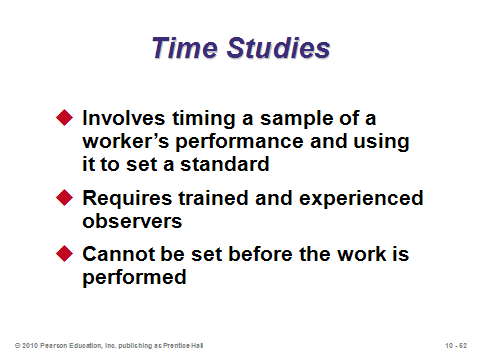 Time Studies
Involves timing a sample of a
worker's performance and using
it to set a standard
Requires trained and experienced
observers
Cannot be set before the work is
performed
© 2010 Pearson Education, Inc. publishing as Prentice Hall
10 - 52